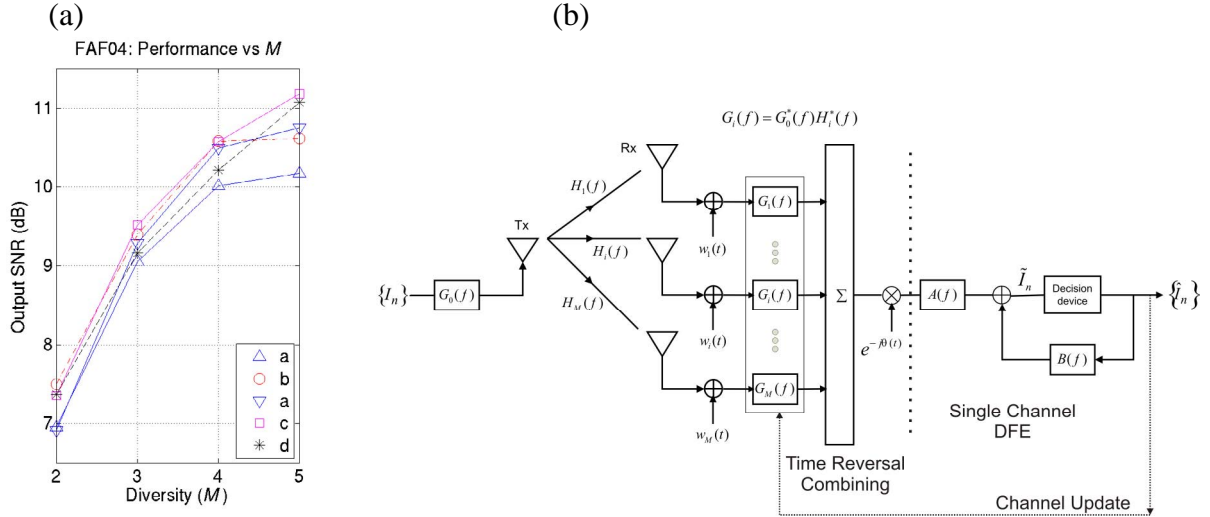 (a)
FAF04: Performance vs M
Output SNR (dB)
11
10
9
8
7
2
3
4
5
Diversity (M)
a
b
a
c
d
(b)
G_i(f) = G_0^*(f)H_i^*(f)
Rx
H_1(f)
Tx
H_i(f)
H_M(f)
{I_n}
G_0(f)
w_1(t)
w_i(t)
w_M(t)
G_1(f)
G_i(f)
G_M(f)
Σ
e^{-jθ(t)}
A(f)
Ĩ_n
Decision
device
{Î_n}
B(f)
Single Channel
DFE
Time Reversal
Combining
Channel Update